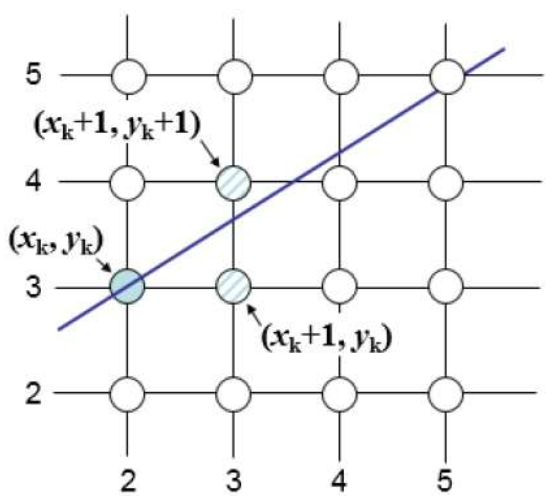 5
(xₖ+1, yₖ+1)
4
(xₖ, yₖ)
3
(xₖ+1, yₖ)
2
2 3 4 5